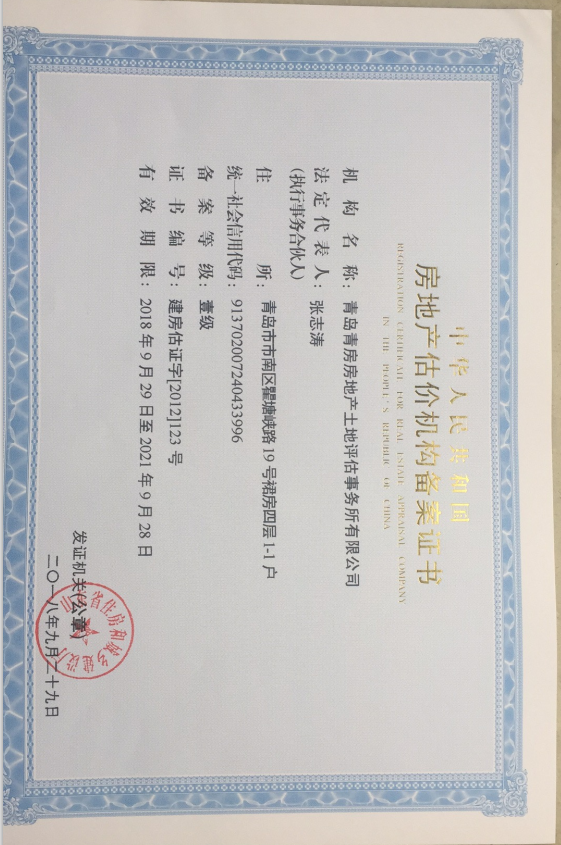 中华人民共和国
房地产估价机构备案证书
REGISTRATION CERTIFICATE FOR REAL ESTATE APPRAISAL COMPANY
IN THE PEOPLE'S REPUBLIC OF CHINA
机构名称：青岛青房房地产土地评估事务所有限公司
法定代表人：张志涛
(执行事务合伙人)
住所：青岛市市南区瞿塘峡路19号裙房四层1-1户
统一社会信用代码：913702007240433996
备案等级：壹级
证书编号：建房估证字[2012]123号
有效期限：2018年9月29日至2021年9月28日
发证机关(公章)
二〇一八年九月二十九日